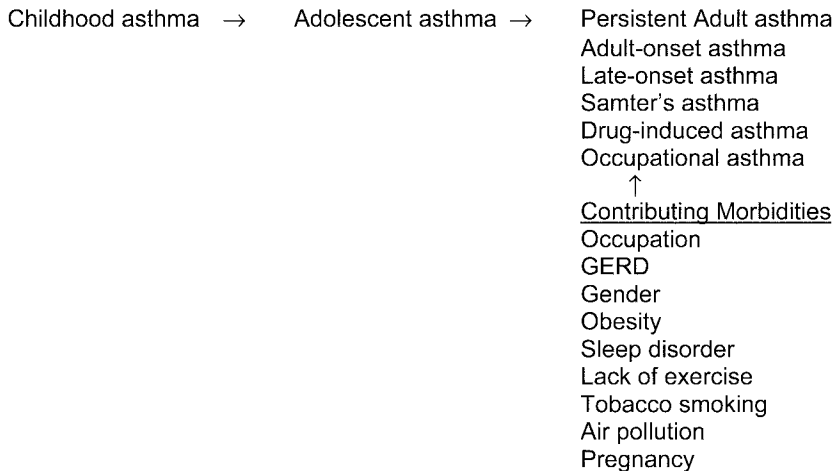 Childhood asthma → Adolescent asthma → Persistent Adult asthma
Adult-onset asthma
Late-onset asthma
Samter's asthma
Drug-induced asthma
Occupational asthma
↑
Contributing Morbidities
Occupation
GERD
Gender
Obesity
Sleep disorder
Lack of exercise
Tobacco smoking
Air pollution
Pregnancy